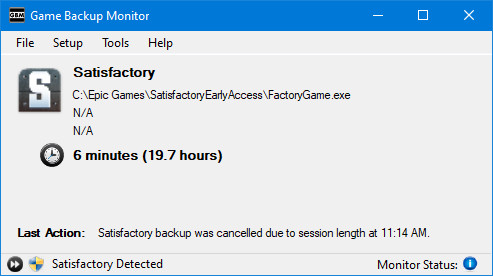 GBM Game Backup Monitor
File Setup Tools Help
S Satisfactory
C:\Epic Games\SatisfactoryEarlyAccess\FactoryGame.exe
N/A
N/A
6 minutes (19.7 hours)
Last Action: Satisfactory backup was cancelled due to session length at 11:14 AM.
Satisfactory Detected Monitor Status: